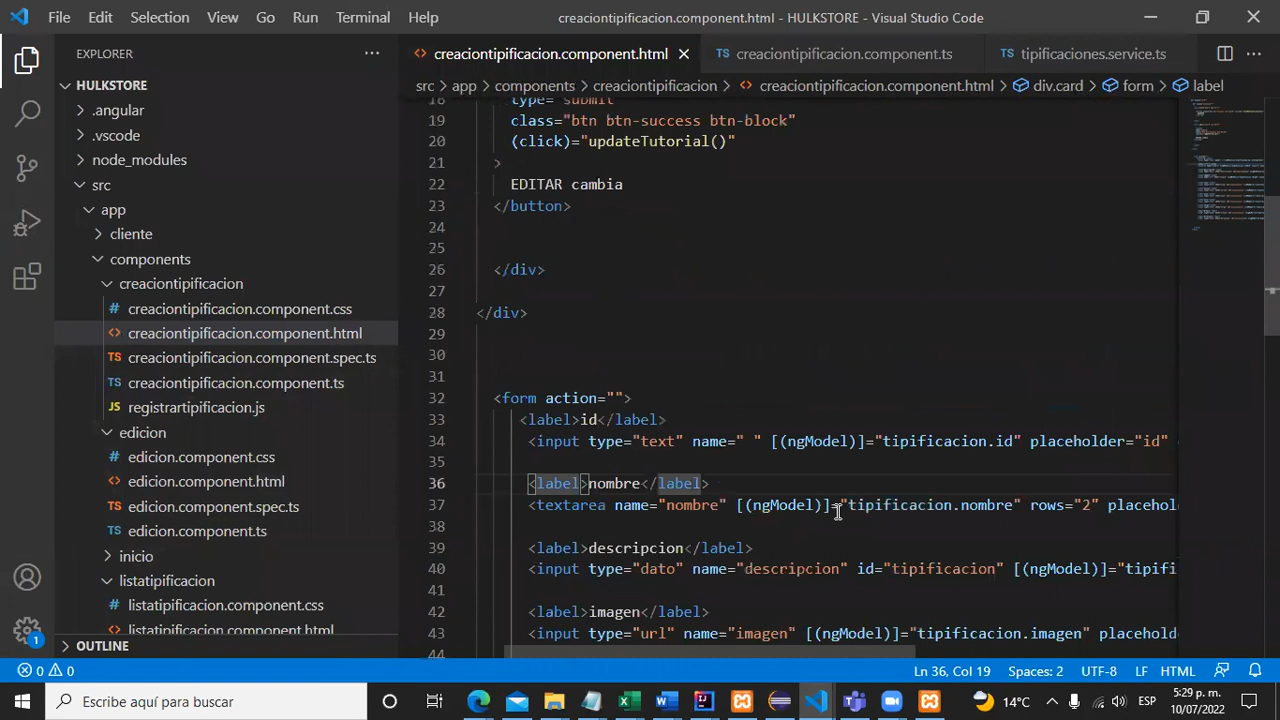 File Edit Selection View Go Run Terminal Help creaciontipificacion.component.html - HULKSTORE - Visual Studio Code
EXPLORER
creaciontipificacion.component.html creaciontipificacion.component.ts tipificaciones.service.ts
HULKSTORE
src > app > components > creaciontipificacion > creaciontipificacion.component.html > div.card > form > label
.angular
.vscode
node_modules
src
app
cliente
components
creaciontipificacion
creaciontipificacion.component.css
creaciontipificacion.component.html
creaciontipificacion.component.spec.ts
creaciontipificacion.component.ts
registrartipificacion.js
edicion
edicion.component.css
edicion.component.html
edicion.component.spec.ts
edicion.component.ts
inicio
listatipificacion
listatipificacion.component.css
listatipificacion.component.html
OUTLINE
18 type="submit"
19 class="btn btn-success btn-block"
20 (click)="updateTutorial()"
21 >
22 EDITAR cambia
23 </button>
24
25
26 </div>
27
28 </div>
29
30
31
32 <form action="">
33 <label>id</label>
34 <input type="text" name=" " [(ngModel)]="tipificacion.id" placeholder="id"
35
36 <label>nombre</label>
37 <textarea name="nombre" [(ngModel)]="tipificacion.nombre" rows="2" placehol
38
39 <label>descripcion</label>
40 <input type="dato" name="descripcion" id="tipificacion" [(ngModel)]="tipifi
41
42 <label>imagen</label>
43 <input type="url" name="imagen" [(ngModel)]="tipificacion.imagen" placehold
44
1
0 0 Ln 36, Col 19 Spaces: 2 UTF-8 LF HTML
Escribe aquí para buscar
14°C ESP 5:29 p. m.
10/07/2022